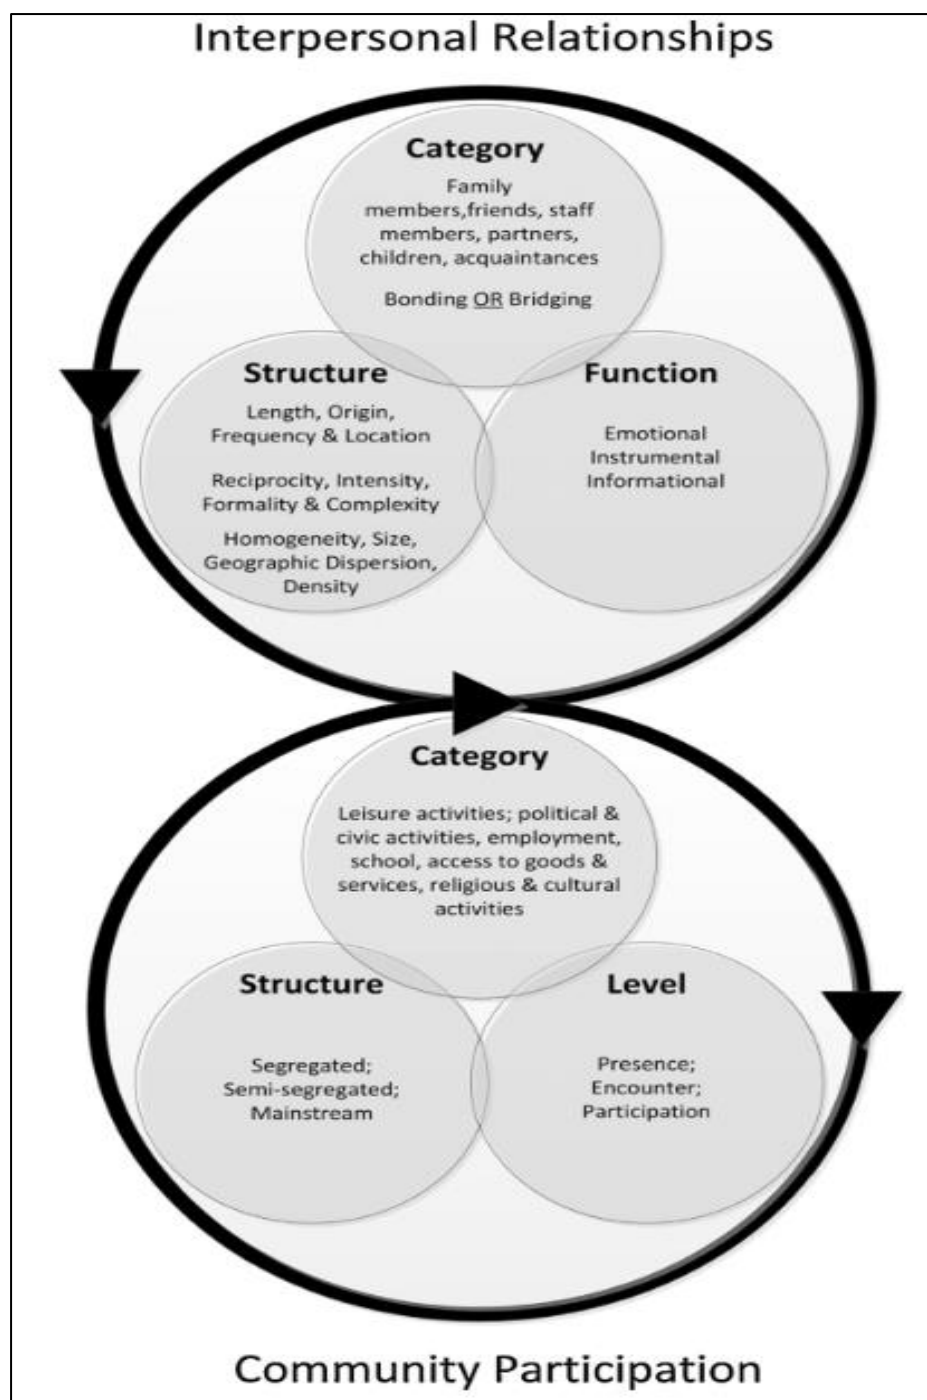 Interpersonal Relationships
Category
Family
members,friends, staff
members, partners,
children, acquaintances
Bonding OR Bridging
Structure
Length, Origin,
Frequency & Location
Reciprocity, Intensity,
Formality & Complexity
Homogeneity, Size,
Geographic Dispersion,
Density
Function
Emotional
Instrumental
Informational
Category
Leisure activities; political &
civic activities, employment,
school, access to goods &
services, religious & cultural
activities
Structure
Segregated;
Semi-segregated;
Mainstream
Level
Presence;
Encounter;
Participation
Community Participation